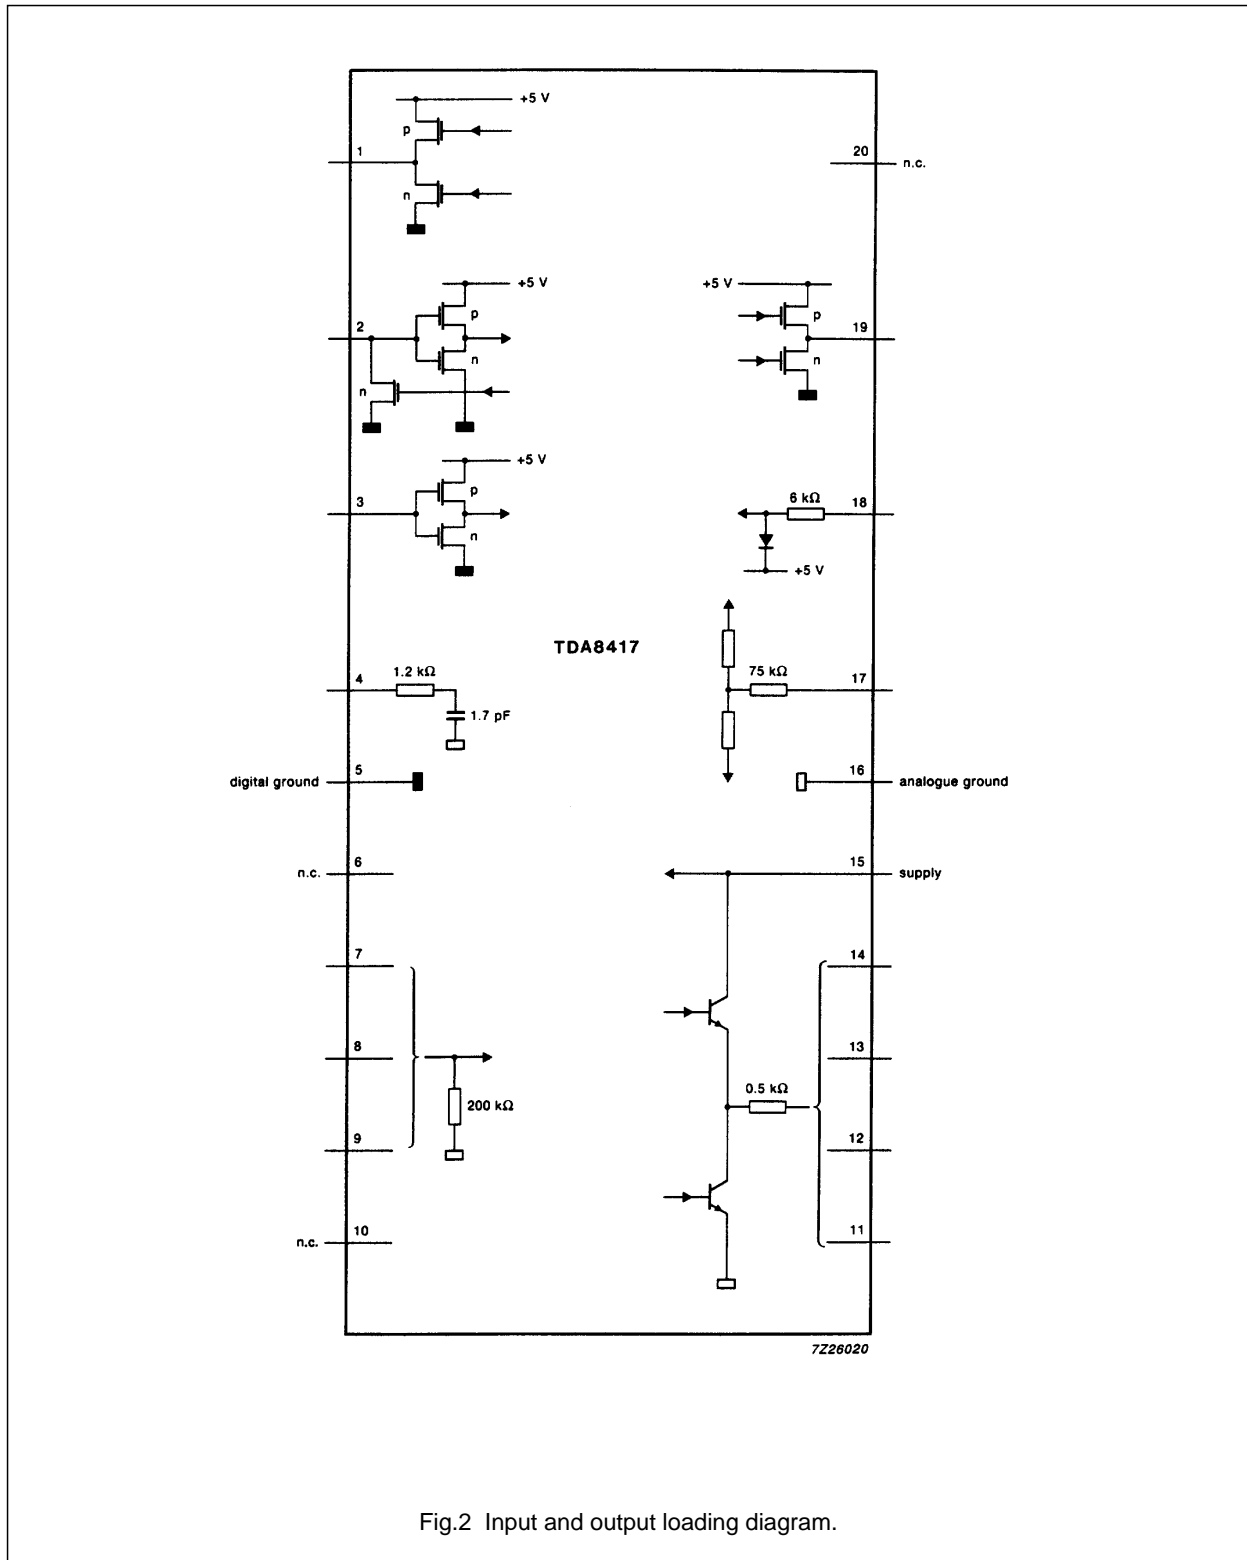 +5 V
p
1
20
n.c.
n
+5 V
+5 V
p
p
2
19
n
n
n
+5 V
p
6 kΩ
3
18
n
+5 V
TDA8417
1.2 kΩ
75 kΩ
4
17
1.7 pF
digital ground
5
16
analogue ground
n.c.
6
15
supply
7
14
8
13
0.5 kΩ
200 kΩ
9
12
n.c.
10
11
7Z26020
Fig.2 Input and output loading diagram.